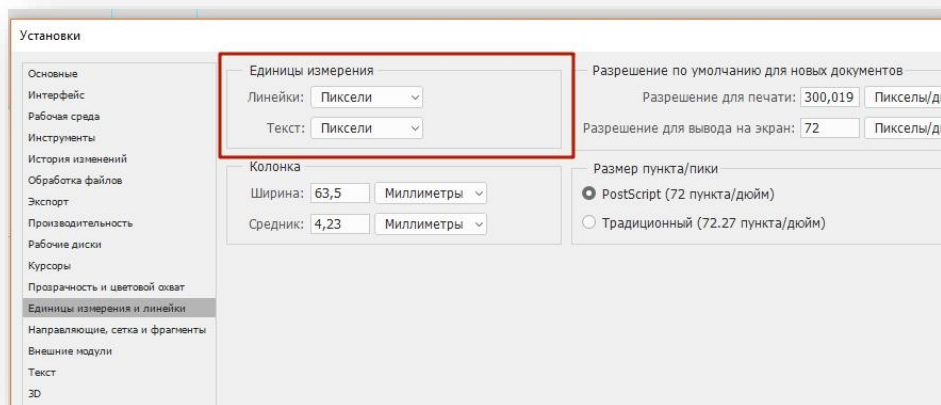 Установки
Основные
Интерфейс
Рабочая среда
Инструменты
История изменений
Обработка файлов
Экспорт
Производительность
Рабочие диски
Курсоры
Прозрачность и цветовой охват
Единицы измерения и линейки
Направляющие, сетка и фрагменты
Внешние модули
Текст
3D
Единицы измерения
Линейки: Пиксели
Текст: Пиксели
Колонка
Ширина: 63,5 Миллиметры
Средник: 4,23 Миллиметры
Разрешение по умолчанию для новых документов
Разрешение для печати: 300,019 Пикселы/д
Разрешение для вывода на экран: 72 Пикселы/д
Размер пункта/пики
PostScript (72 пункта/дюйм)
Традиционный (72.27 пункта/дюйм)